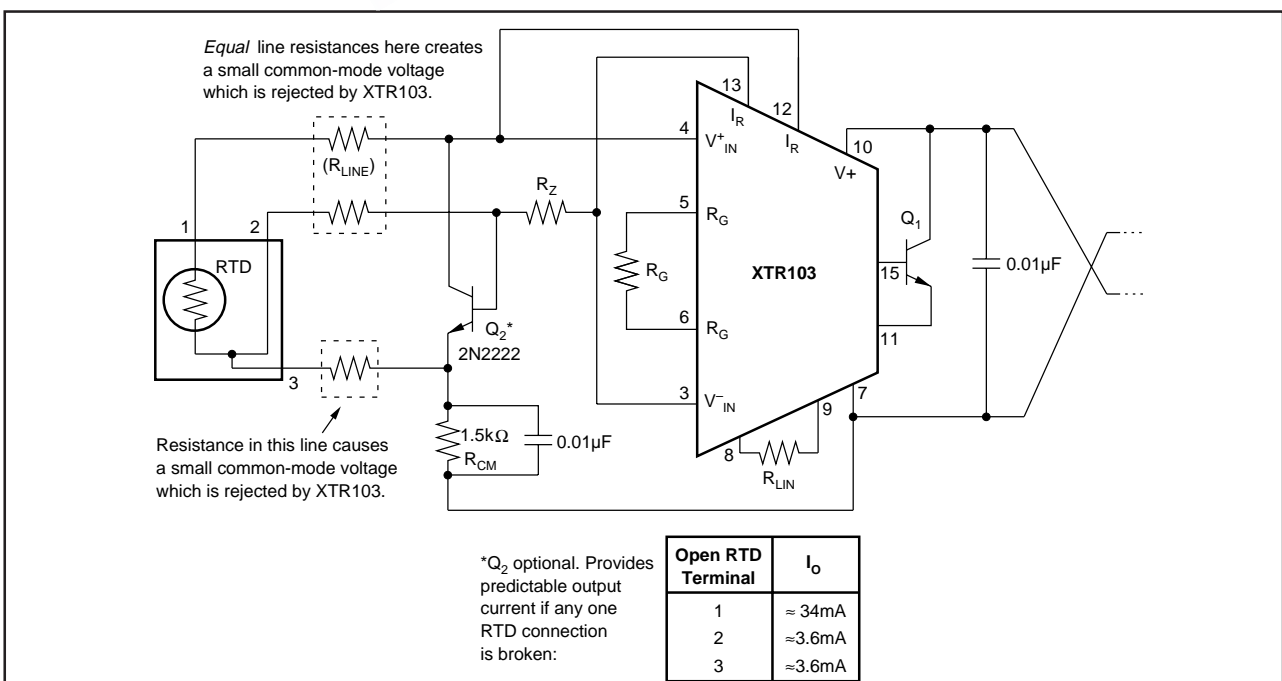 Equal line resistances here creates
a small common-mode voltage
which is rejected by XTR103.
13
I_R
12
I_R
4
V⁺_IN
10
V+
(R_LINE)
R_Z
5
R_G
1
2
Q_1
RTD
R_G
XTR103
15
0.01µF
6
R_G
Q_2*
2N2222
11
3
3
V⁻_IN
7
9
Resistance in this line causes
a small common-mode voltage
which is rejected by XTR103.
1.5kΩ
R_CM
0.01µF
8
R_LIN
*Q_2 optional. Provides
predictable output
current if any one
RTD connection
is broken:
Open RTD Terminal I_O
1 ≈ 34mA
2 ≈3.6mA
3 ≈3.6mA